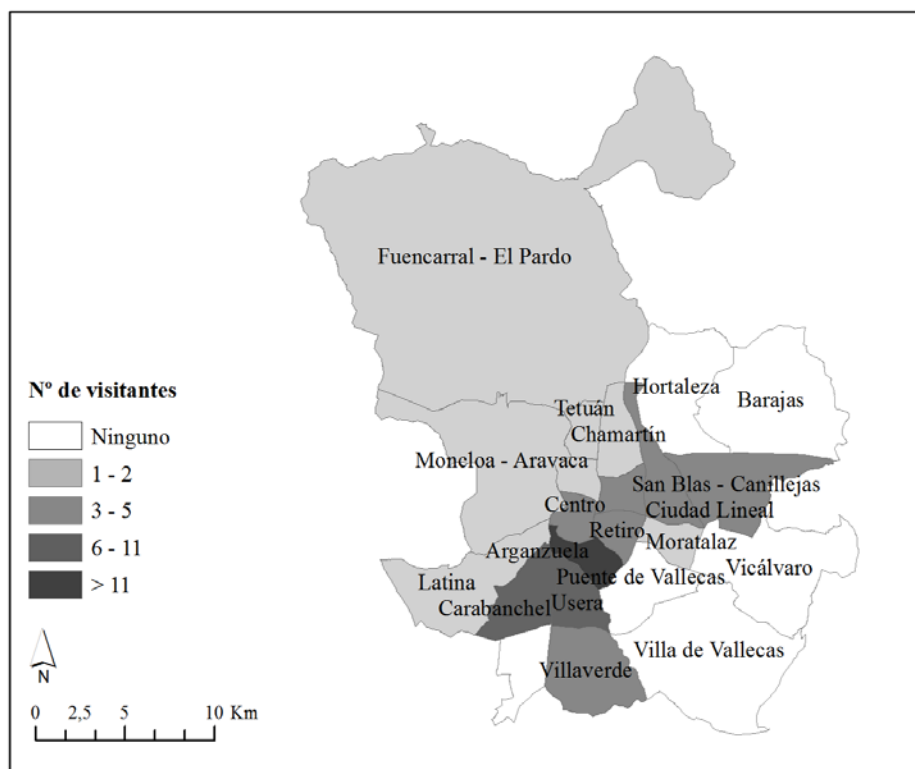 Fuencarral - El Pardo
Hortaleza
Barajas
Tetuán
Chamartín
Moncloa - Aravaca
San Blas - Canillejas
Centro
Ciudad Lineal
Retiro
Moratalaz
Arganzuela
Vicálvaro
Latina
Puente de Vallecas
Carabanchel
Usera
Villa de Vallecas
Villaverde
Nº de visitantes
Ninguno
1 - 2
3 - 5
6 - 11
> 11
N
0 2,5 5 10 Km